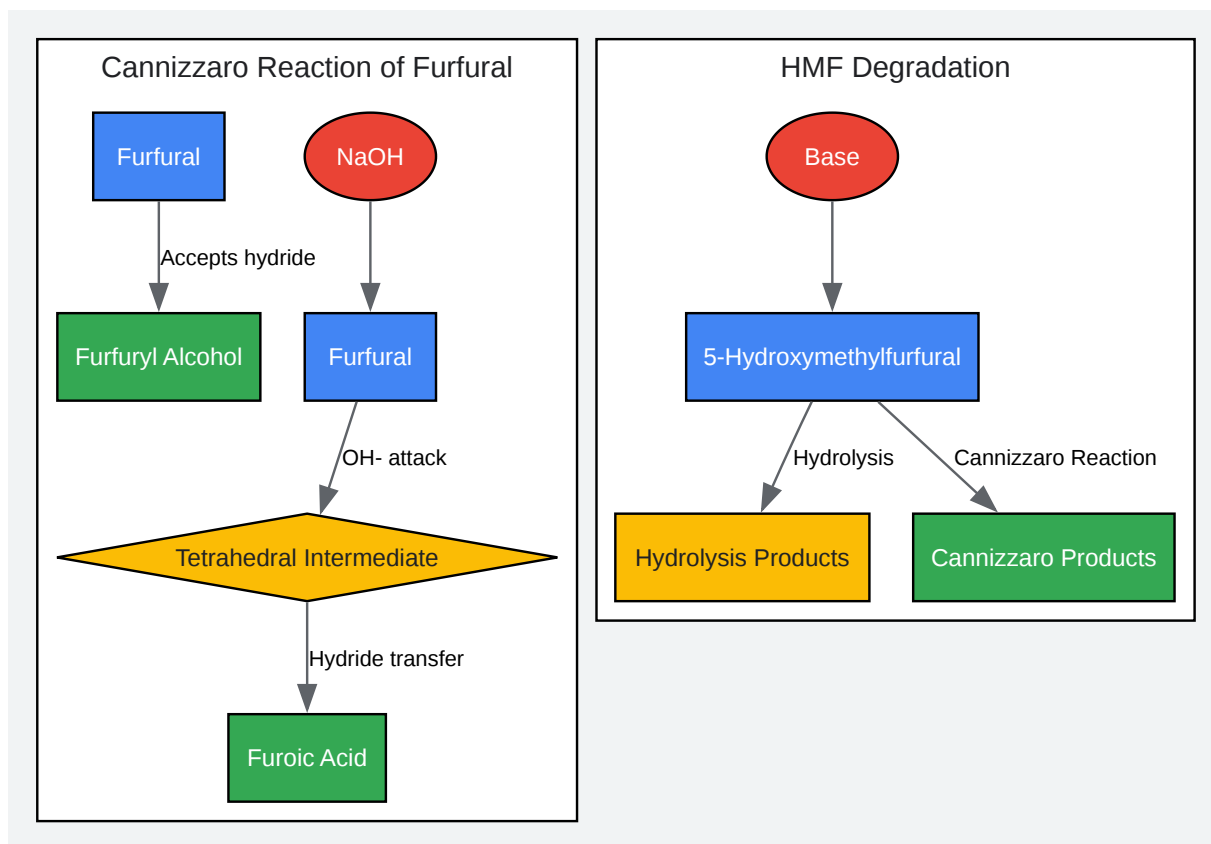 Cannizzaro Reaction of Furfural
Furfural
NaOH
Accepts hydride
Furfuryl Alcohol
Furfural
OH- attack
Tetrahedral Intermediate
Hydride transfer
Furoic Acid
HMF Degradation
Base
5-Hydroxymethylfurfural
Hydrolysis
Cannizzaro Reaction
Hydrolysis Products
Cannizzaro Products